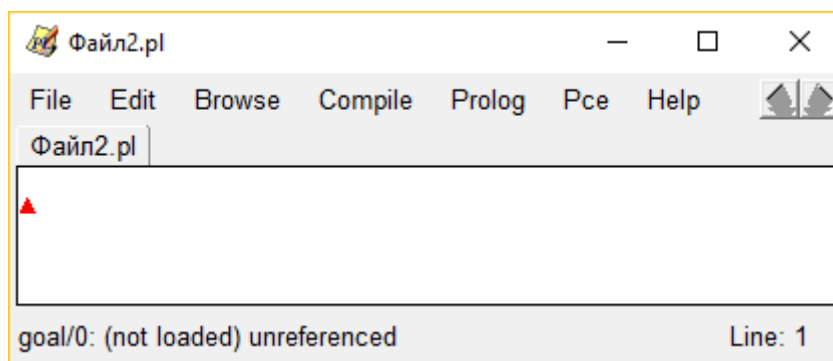 Файл2.pl
File Edit Browse Compile Prolog Pce Help
Файл2.pl
goal/0: (not loaded) unreferenced Line: 1